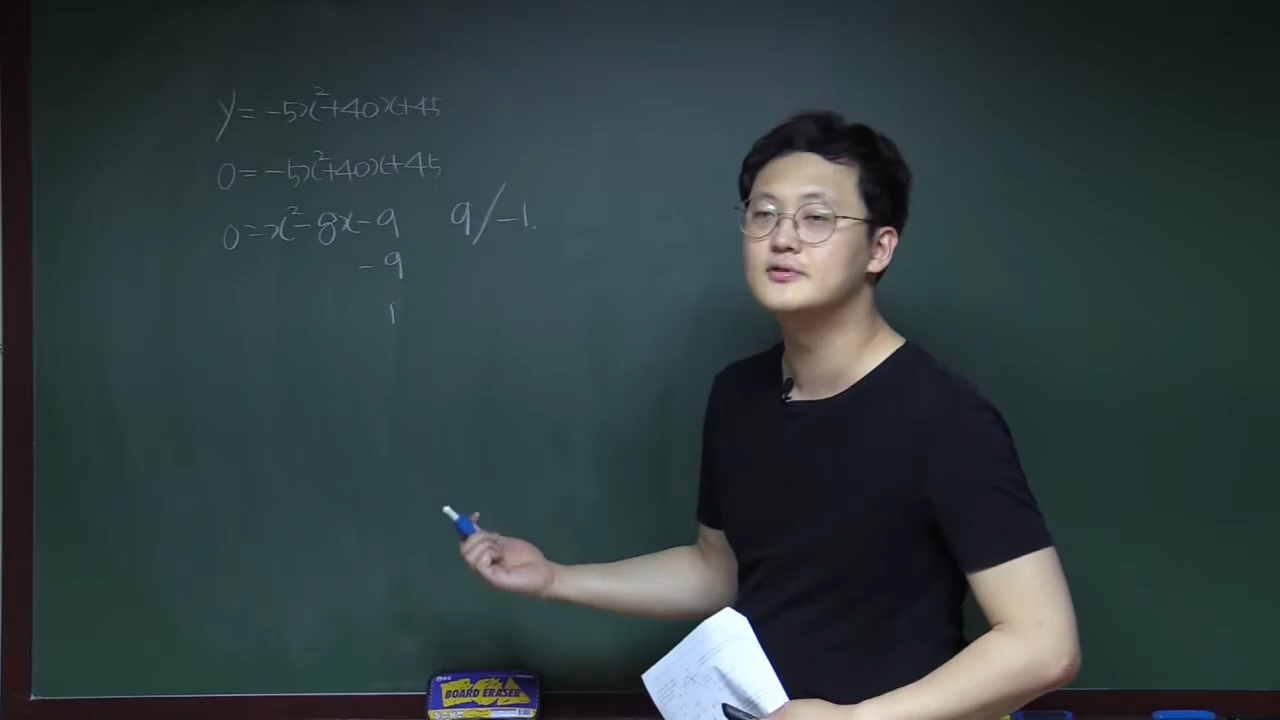 y = -5x²+40x+45
0 = -5x²+40x+45
0 = x²-8x-9 9/-1.
-9
1
BOARD ERASER